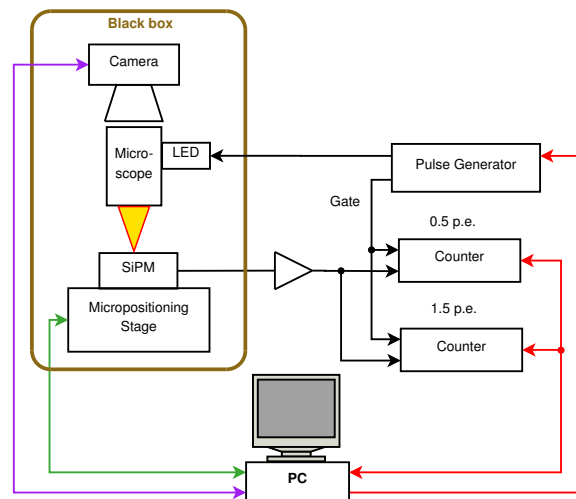 Black box
Camera
Micro-
scope
LED
Pulse Generator
Gate
0.5 p.e.
SiPM
Counter
Micropositioning
Stage
1.5 p.e.
Counter
PC